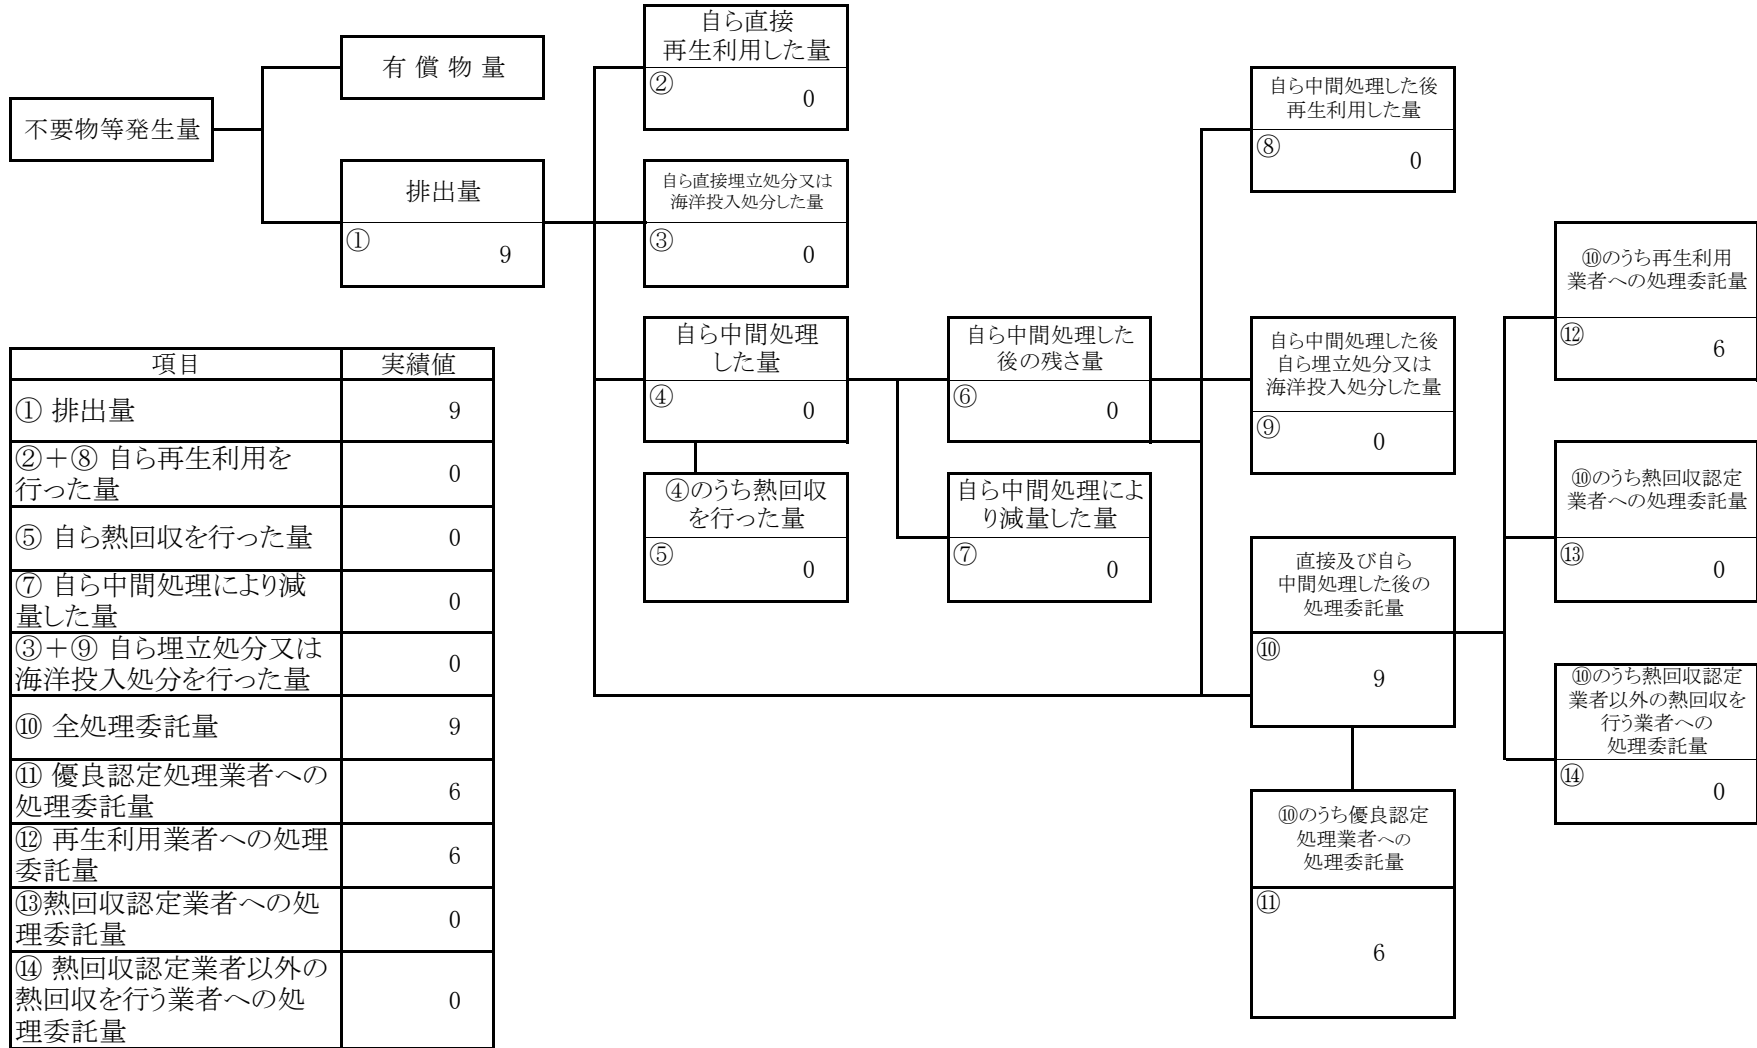 不要物等発生量
有 償 物 量
排出量
①
9
自ら直接
再生利用した量
②
0
自ら直接埋立処分又は
海洋投入処分した量
③
0
自ら中間処理
した量
④
0
④のうち熱回収
を行った量
⑤
0
自ら中間処理した
後の残さ量
⑥
0
自ら中間処理によ
り減量した量
⑦
0
自ら中間処理した後
再生利用した量
⑧
0
自ら中間処理した後
自ら埋立処分又は
海洋投入処分した量
⑨
0
直接及び自ら
中間処理した後の
処理委託量
⑩
9
⑩のうち優良認定
処理業者への
処理委託量
⑪
6
⑩のうち再生利用
業者への処理委託量
⑫
6
⑩のうち熱回収認定
業者への処理委託量
⑬
0
⑩のうち熱回収認定
業者以外の熱回収を
行う業者への
処理委託量
⑭
0
項目 実績値
① 排出量 9
②+⑧ 自ら再生利用を
行った量 0
⑤ 自ら熱回収を行った量 0
⑦ 自ら中間処理により減
量した量 0
③+⑨ 自ら埋立処分又は
海洋投入処分を行った量 0
⑩ 全処理委託量 9
⑪ 優良認定処理業者への
処理委託量 6
⑫ 再生利用業者への処理
委託量 6
⑬熱回収認定業者への処
理委託量 0
⑭ 熱回収認定業者以外の
熱回収を行う業者への処
理委託量 0